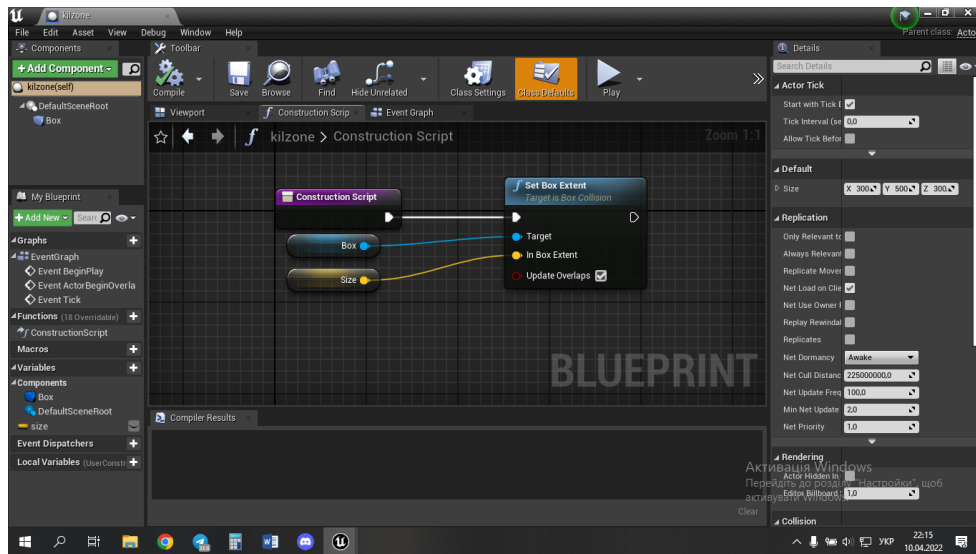 kilzone
Parent class: Acto
File Edit Asset View Debug Window Help
Components
+Add Component
kilzone(self)
DefaultSceneRoot
Box
My Blueprint
+Add New Searc
Graphs
EventGraph
Event BeginPlay
Event ActorBeginOverla
Event Tick
Functions (18 Overridable)
ConstructionScript
Macros
Variables
Components
Box
DefaultSceneRoot
size
Event Dispatchers
Local Variables (UserConstr
Toolbar
Compile Save Browse Find Hide Unrelated Class Settings Class Defaults Play
Viewport Construction Scrip Event Graph
kilzone > Construction Script Zoom 1:1
Construction Script
Box
Size
Set Box Extent
Target is Box Collision
Target
In Box Extent
Update Overlaps
BLUEPRINT
Compiler Results
Clear
Details
Search Details
Actor Tick
Start with Tick E
Tick Interval (se 0,0
Allow Tick Befor
Default
Size X 300, Y 500, Z 300,
Replication
Only Relevant to
Always Relevant
Replicate Mover
Net Load on Clie
Net Use Owner F
Replay Rewindal
Replicates
Net Dormancy Awake
Net Cull Distanc 225000000,0
Net Update Freq 100,0
Min Net Update 2,0
Net Priority 1,0
Rendering
Actor Hidden In
Editor Billboard 1,0
Collision
Активація Windows
Перейдіть до розділу "Настройки", щоб
активувати Windows.
УКР
22:15
10.04.2022